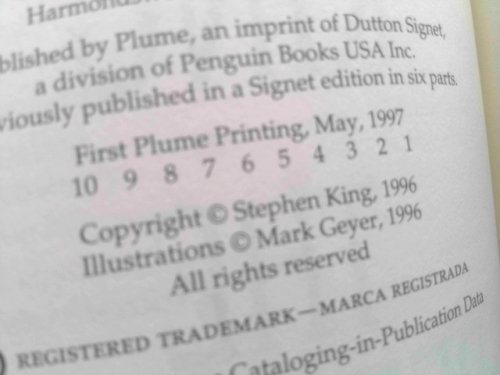 Harmondsw
blished by Plume, an imprint of Dutton Signet,
a division of Penguin Books USA Inc.
viously published in a Signet edition in six parts.
First Plume Printing, May, 1997
10 9 8 7 6 5 4 3 2 1
Copyright © Stephen King, 1996
Illustrations © Mark Geyer, 1996
All rights reserved
REGISTERED TRADEMARK—MARCA REGISTRADA
Cataloging-in-Publication Data